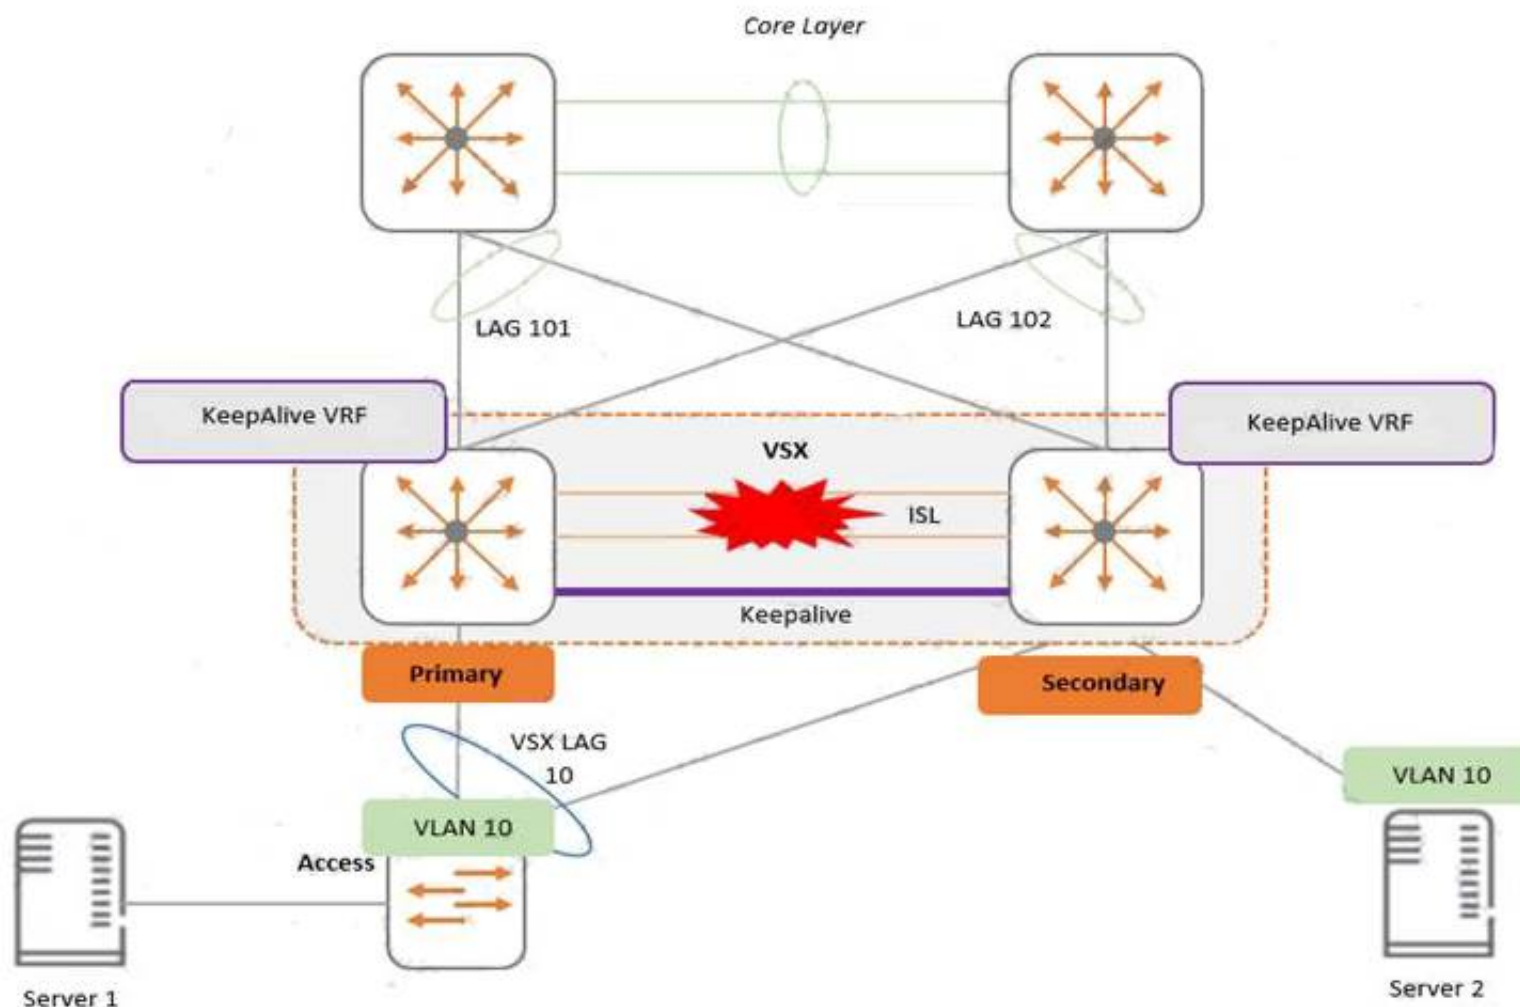 Core Layer
LAG 101
LAG 102
KeepAlive VRF
KeepAlive VRF
VSX
ISL
Keepalive
Primary
Secondary
VSX LAG
10
VLAN 10
VLAN 10
Access
Server 1
Server 2